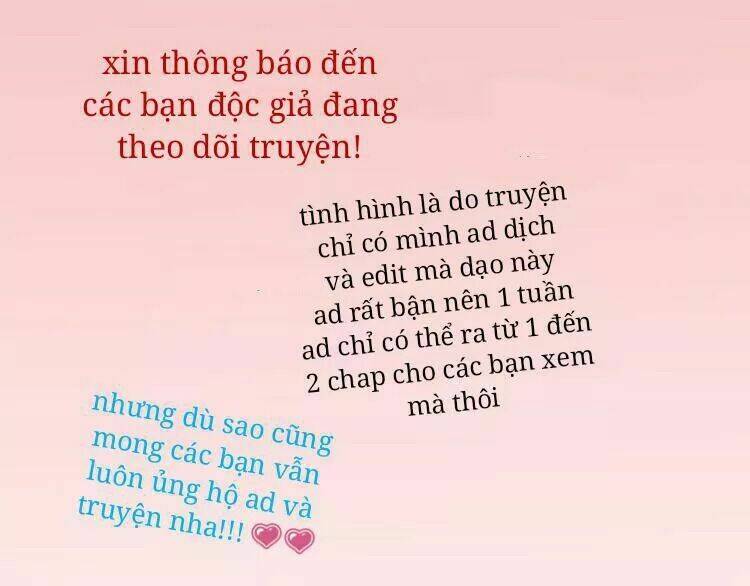 xin thông báo đến
các bạn độc giả đang
theo dõi truyện!
tình hình là do truyện
chỉ có mình ad dịch
và edit mà dạo này
ad rất bận nên 1 tuần
ad chỉ có thể ra từ 1 đến
2 chap cho các bạn xem
mà thôi
nhưng dù sao cũng
mong các bạn vẫn
luôn ủng hộ ad và
truyện nha!!! 💗💗